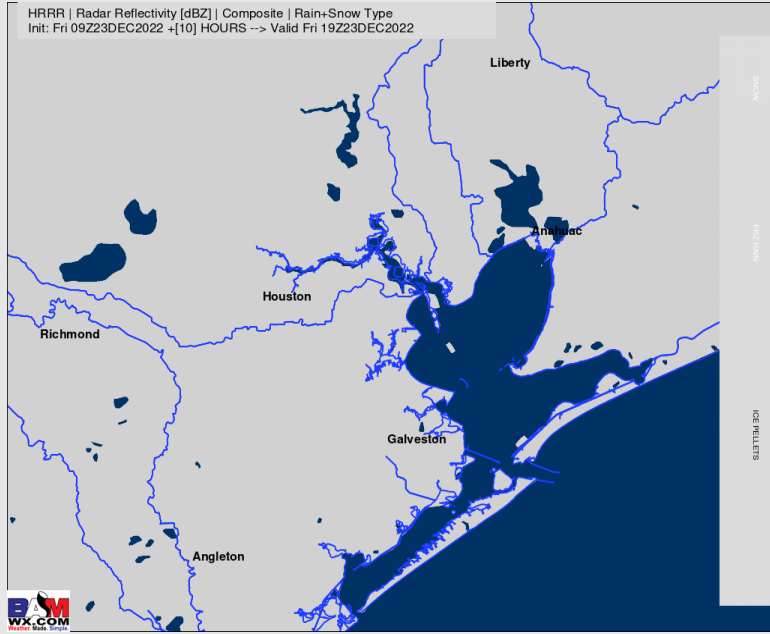 HRRR | Radar Reflectivity [dBZ] | Composite | Rain+Snow Type
Init: Fri 09Z23DEC2022 +[10] HOURS --> Valid Fri 19Z23DEC2022
Liberty
SNOW
Anahuac
FRZ RAIN
Houston
Richmond
ICE PELLETS
Galveston
Angleton
BAM
WX.COM
Weather. Made. Simple.